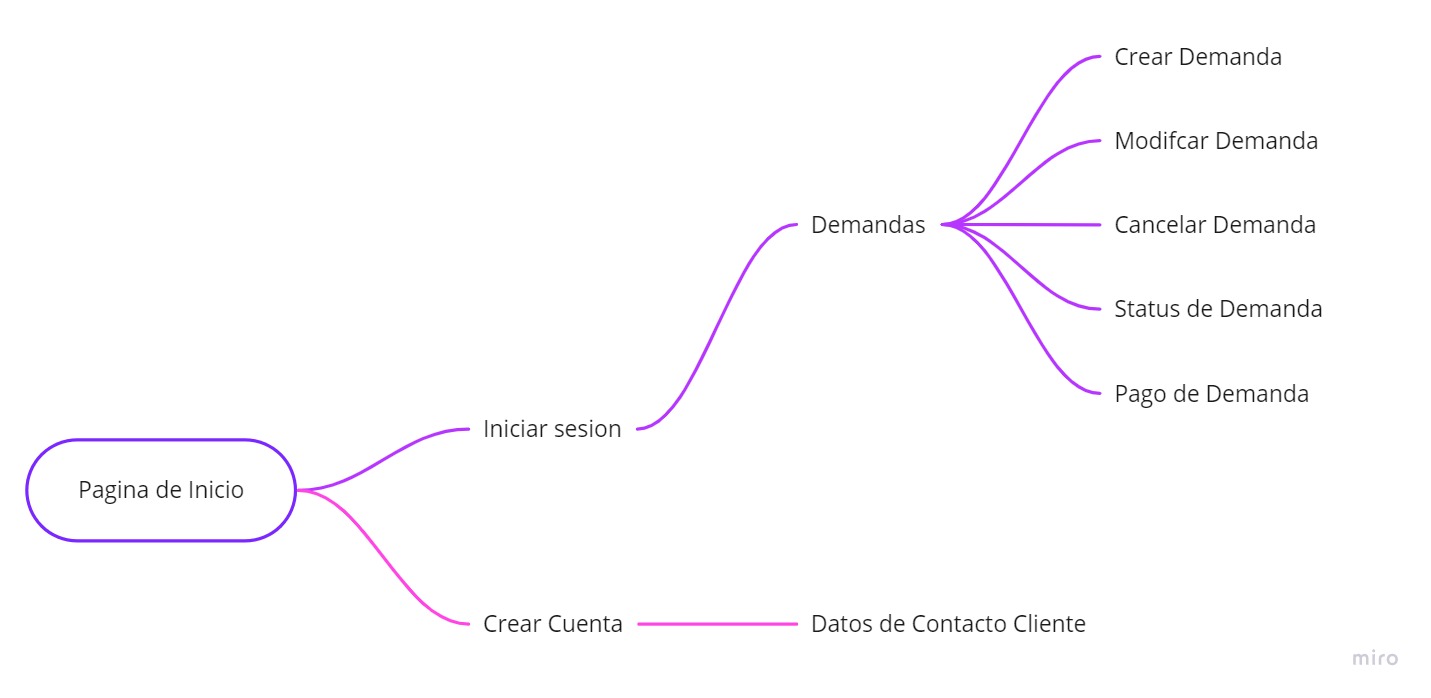 Crear Demanda
Modifcar Demanda
Demandas
Cancelar Demanda
Status de Demanda
Pago de Demanda
Iniciar sesion
Pagina de Inicio
Crear Cuenta
Datos de Contacto Cliente
miro